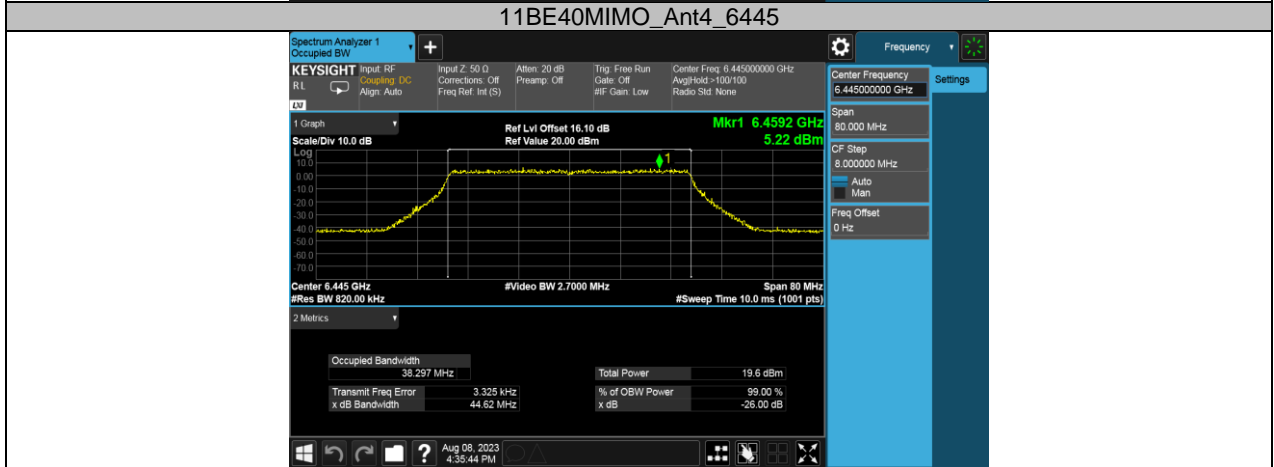 11BE40MIMO_Ant4_6445
Spectrum Analyzer 1
Occupied BW
+
Frequency
KEYSIGHT
RL
LXI
Input: RF
Coupling: DC
Align: Auto
Input Z: 50 Ω
Corrections: Off
Freq Ref: Int (S)
Atten: 20 dB
Preamp: Off
Trig: Free Run
Gate: Off
#IF Gain: Low
Center Freq: 6.445000000 GHz
Avg|Hold:>100/100
Radio Std: None
Center Frequency
6.445000000 GHz
Settings
Span
80.000 MHz
CF Step
8.000000 MHz
Auto
Man
Freq Offset
0 Hz
1 Graph
Scale/Div 10.0 dB
Ref Lvl Offset 16.10 dB
Ref Value 20.00 dBm
Mkr1 6.4592 GHz
5.22 dBm
Log
10.0
0.00
-10.0
-20.0
-30.0
-40.0
-50.0
-60.0
-70.0
1
Center 6.445 GHz
#Res BW 820.00 kHz
#Video BW 2.7000 MHz
Span 80 MHz
#Sweep Time 10.0 ms (1001 pts)
2 Metrics
Occupied Bandwidth
38.297 MHz
Total Power 19.6 dBm
Transmit Freq Error 3.325 kHz
% of OBW Power 99.00 %
x dB Bandwidth 44.62 MHz
x dB -26.00 dB
?
Aug 08, 2023
4:35:44 PM